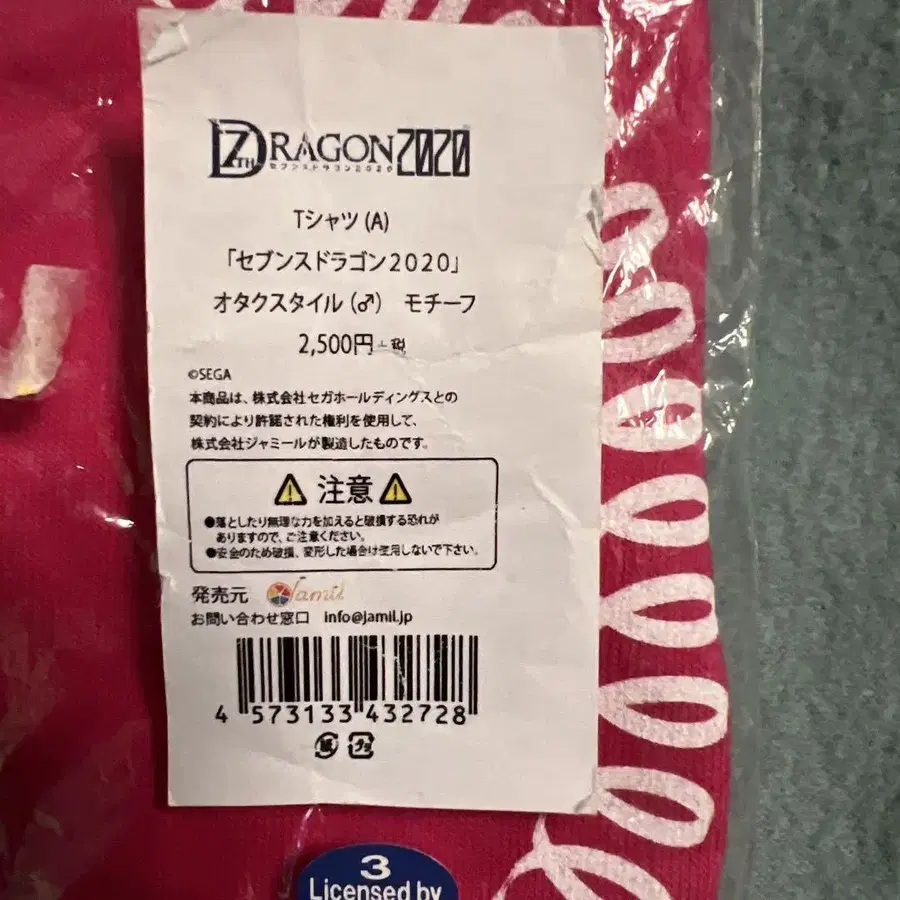 7TH DRAGON 2020
セブンスドラゴン2020
Tシャツ (A)
「セブンスドラゴン2020」
オタクスタイル (♂) モチーフ
2,500円+税
©SEGA
本商品は、株式会社セガホールディングスとの
契約により許諾された権利を使用して、
株式会社ジャミールが製造したものです。
注意
●落としたり無理な力を加えると破損する恐れが
ありますので、ご注意ください。
●安全のため破損、変形した場合は使用しないで下さい。
発売元 Jamil
お問い合わせ窓口 info@jamil.jp
4 573133 432728
紙 プラ
3
Licensed by